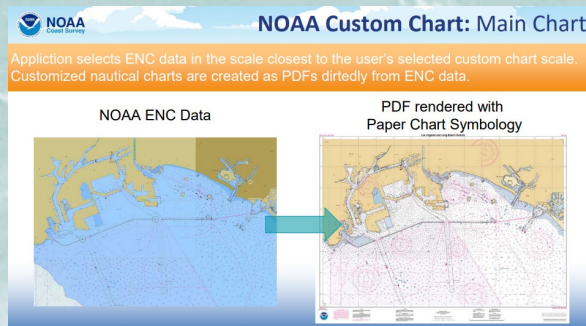 NOAA
Coast Survey
NOAA Custom Chart: Main Chart
Appliction selects ENC data in the scale closest to the user's selected custom chart scale.
Customized nautical charts are created as PDFs dirtedly from ENC data.
NOAA ENC Data
PDF rendered with
Paper Chart Symbology